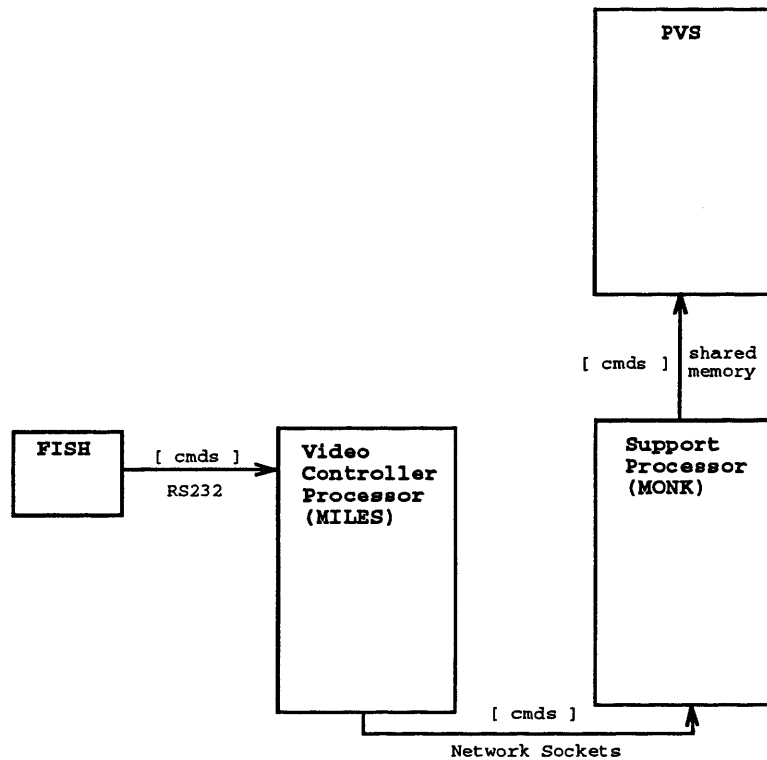 PVS
[ cmds ]
shared
memory
FISH
[ cmds ]
RS232
Video
Controller
Processor
(MILES)
Support
Processor
(MONK)
[ cmds ]
Network Sockets